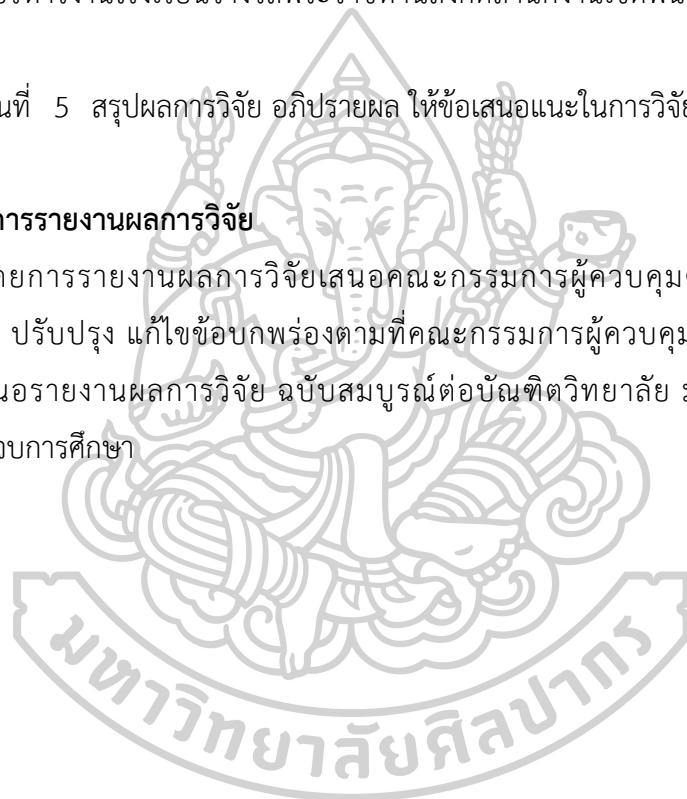 นที่ 5 สรุปผลการวิจัย อภิปรายผล ให้ข้อเสนอแนะในการวิจัย
การรายงานผลการวิจัย
ายการรายงานผลการวิจัยเสนอคณะกรรมการผู้ควบคุม
ปรับปรุง แก้ไขข้อบกพร่องตามที่คณะกรรมการผู้ควบคุม
นอรายงานผลการวิจัย ฉบับสมบูรณ์ต่อบัณฑิตวิทยาลัย
จบการศึกษา
มหาวิทยาลัยศิลปากร